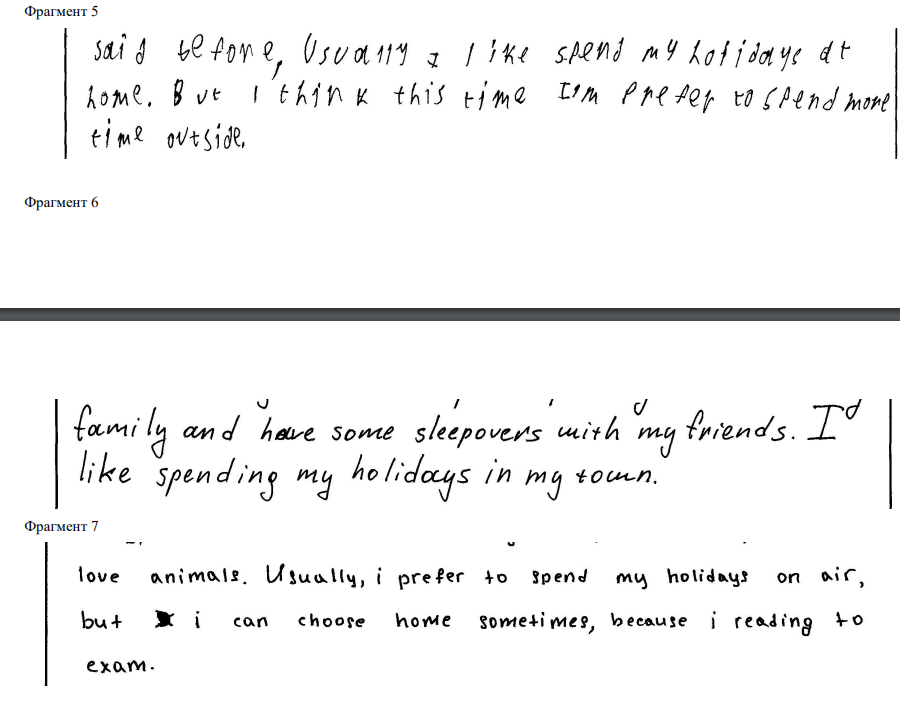 Фрагмент 5
said before, Usually I like spend my holidays at
home. But I think this time I'm prefer to spend more
time outside.
Фрагмент 6
family and have some sleepovers with my friends. I'd
like spending my holidays in my town.
Фрагмент 7
love animals. Usually, i prefer to spend my holidays on air,
but i can choose home sometimes, because i reading to
exam.